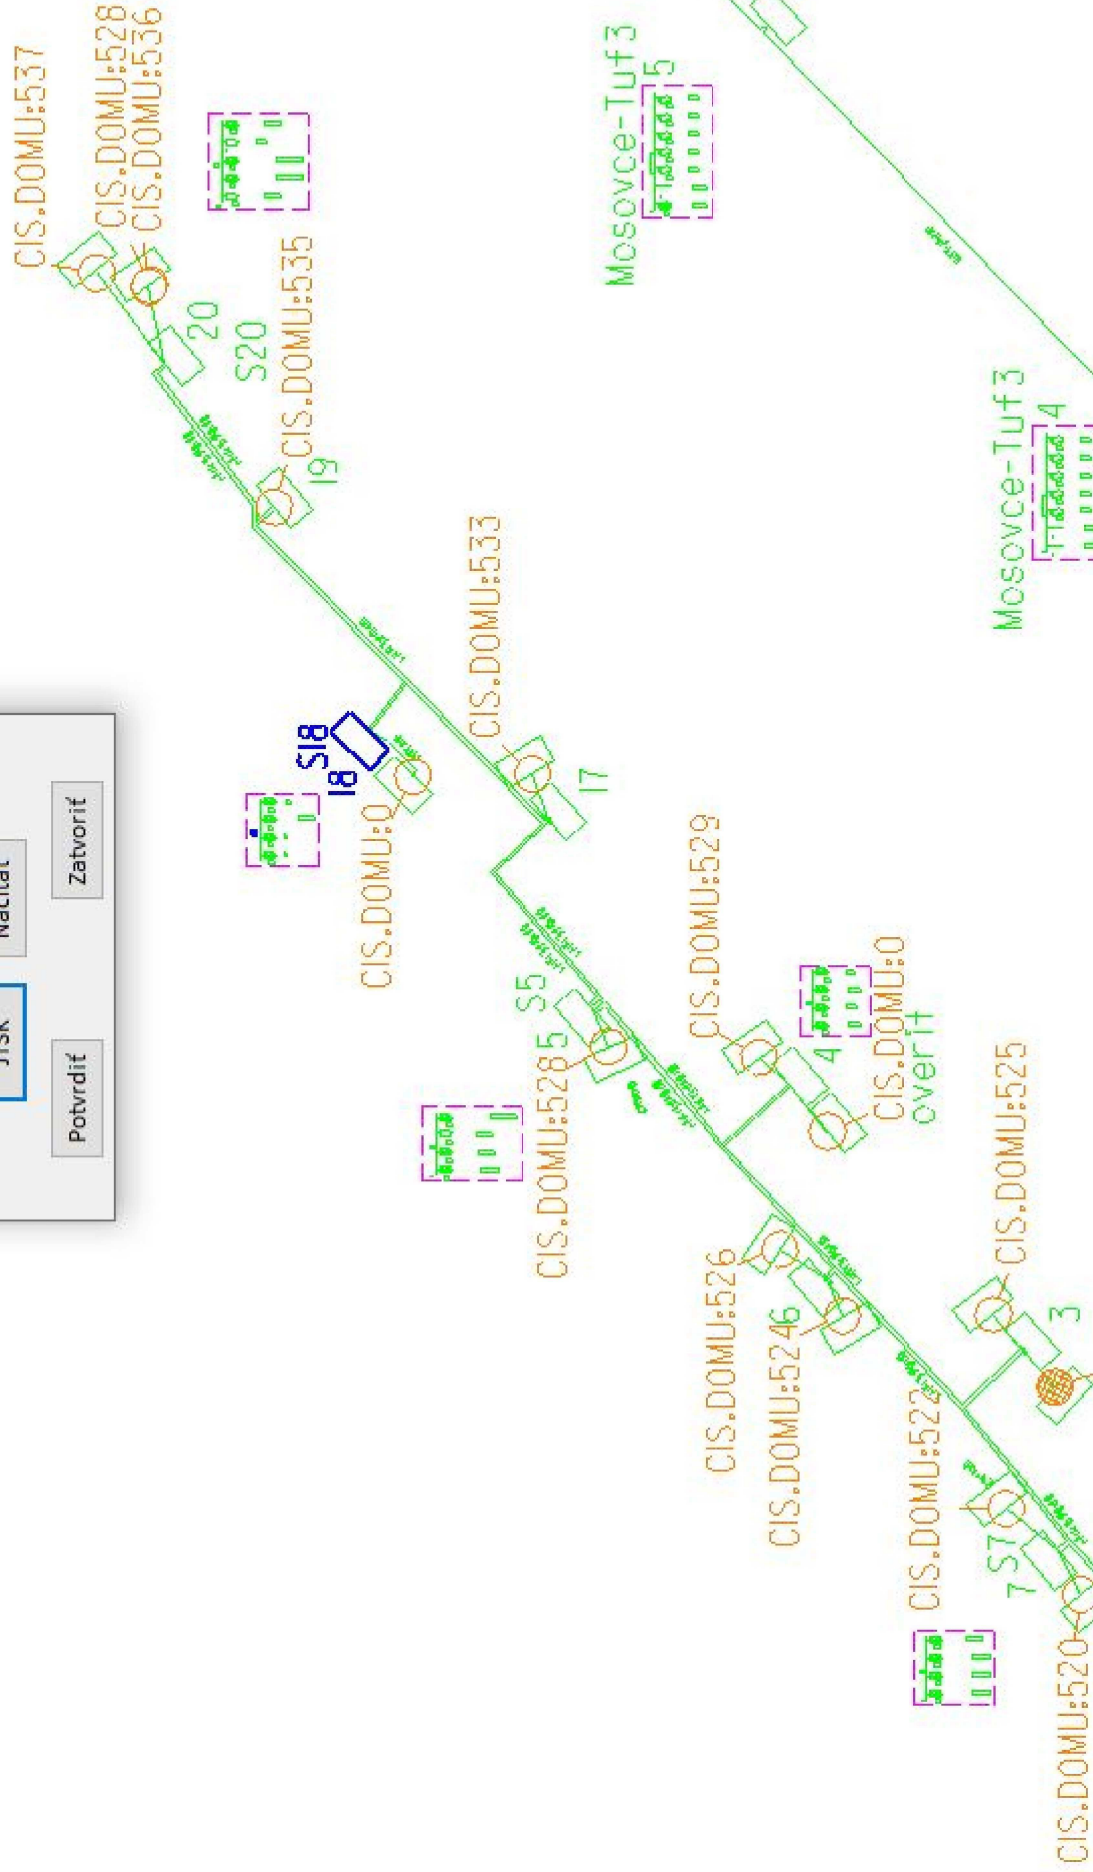 Načítať
JTSK
Potvrdiť
Zatvoriť
CIS.DOMU:537
CIS.DOMU:528
CIS.DOMU:536
20
S20
CIS.DOMU:535
19
S18
18
CIS.DOMU:0
CIS.DOMU:533
17
S5
5
CIS.DOMU:528
CIS.DOMU:529
4
CIS.DOMU:0
overit
CIS.DOMU:526
CIS.DOMU:524
6
CIS.DOMU:525
3
CIS.DOMU:522
S7
7
CIS.DOMU:520
Mosovce-Tuf3
5
Mosovce-Tuf3
4